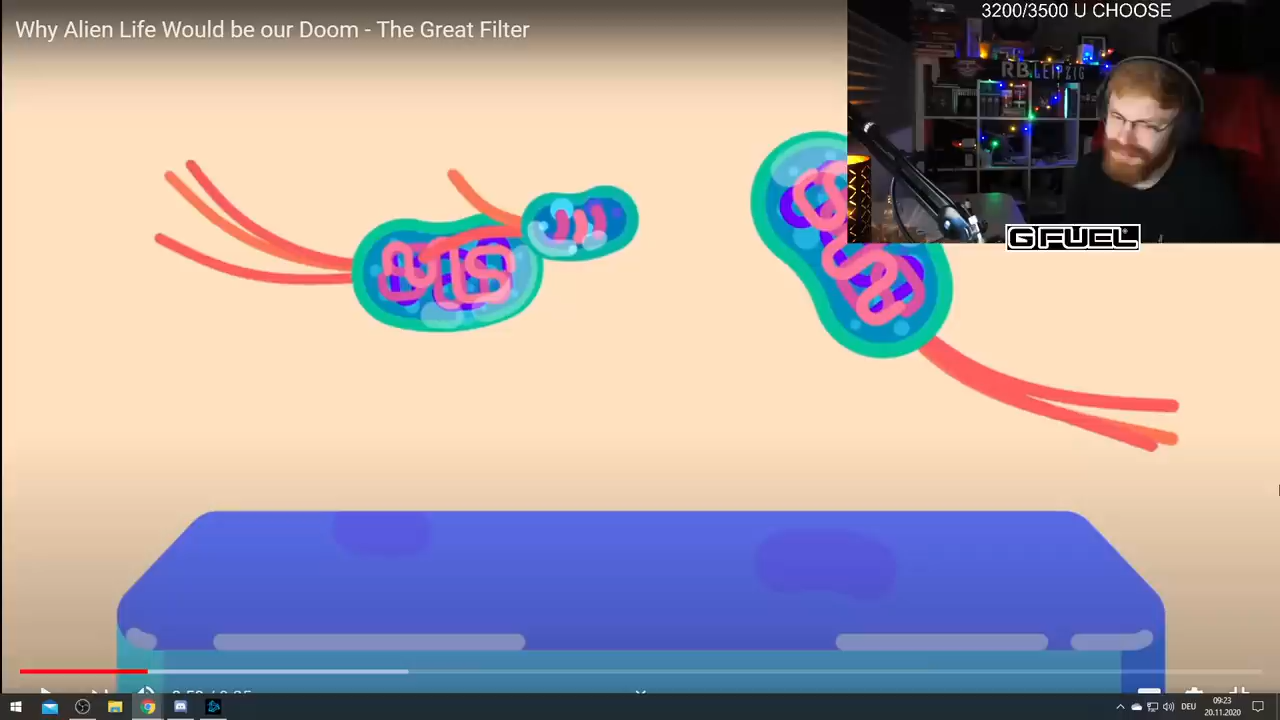 Why Alien Life Would be our Doom - The Great Filter
3200/3500 U CHOOSE
RB LEIPZIG
G FUEL
DEU
09:23
20.11.2020